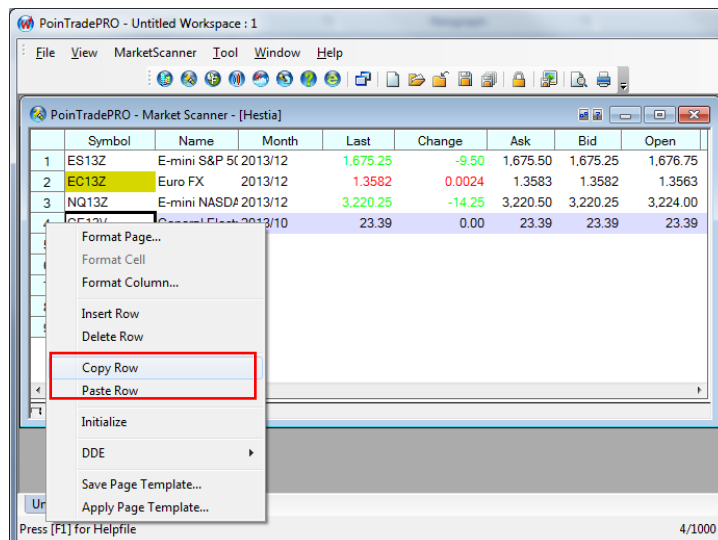 PoinTradePRO - Untitled Workspace : 1
File View MarketScanner Tool Window Help
PoinTradePRO - Market Scanner - [Hestia]
Symbol Name Month Last Change Ask Bid Open
1 ES13Z E-mini S&P 50 2013/12 1,675.25 -9.50 1,675.50 1,675.25 1,676.75
2 EC13Z Euro FX 2013/12 1.3582 0.0024 1.3583 1.3582 1.3563
3 NQ13Z E-mini NASDA 2013/12 3,220.25 -14.25 3,220.50 3,220.25 3,224.00
4 GE13V General Elect 2013/10 23.39 0.00 23.39 23.39 23.39
Format Page...
Format Cell
Format Column...
Insert Row
Delete Row
Copy Row
Paste Row
Initialize
DDE
Save Page Template...
Apply Page Template...
Un
Press [F1] for Helpfile 4/1000